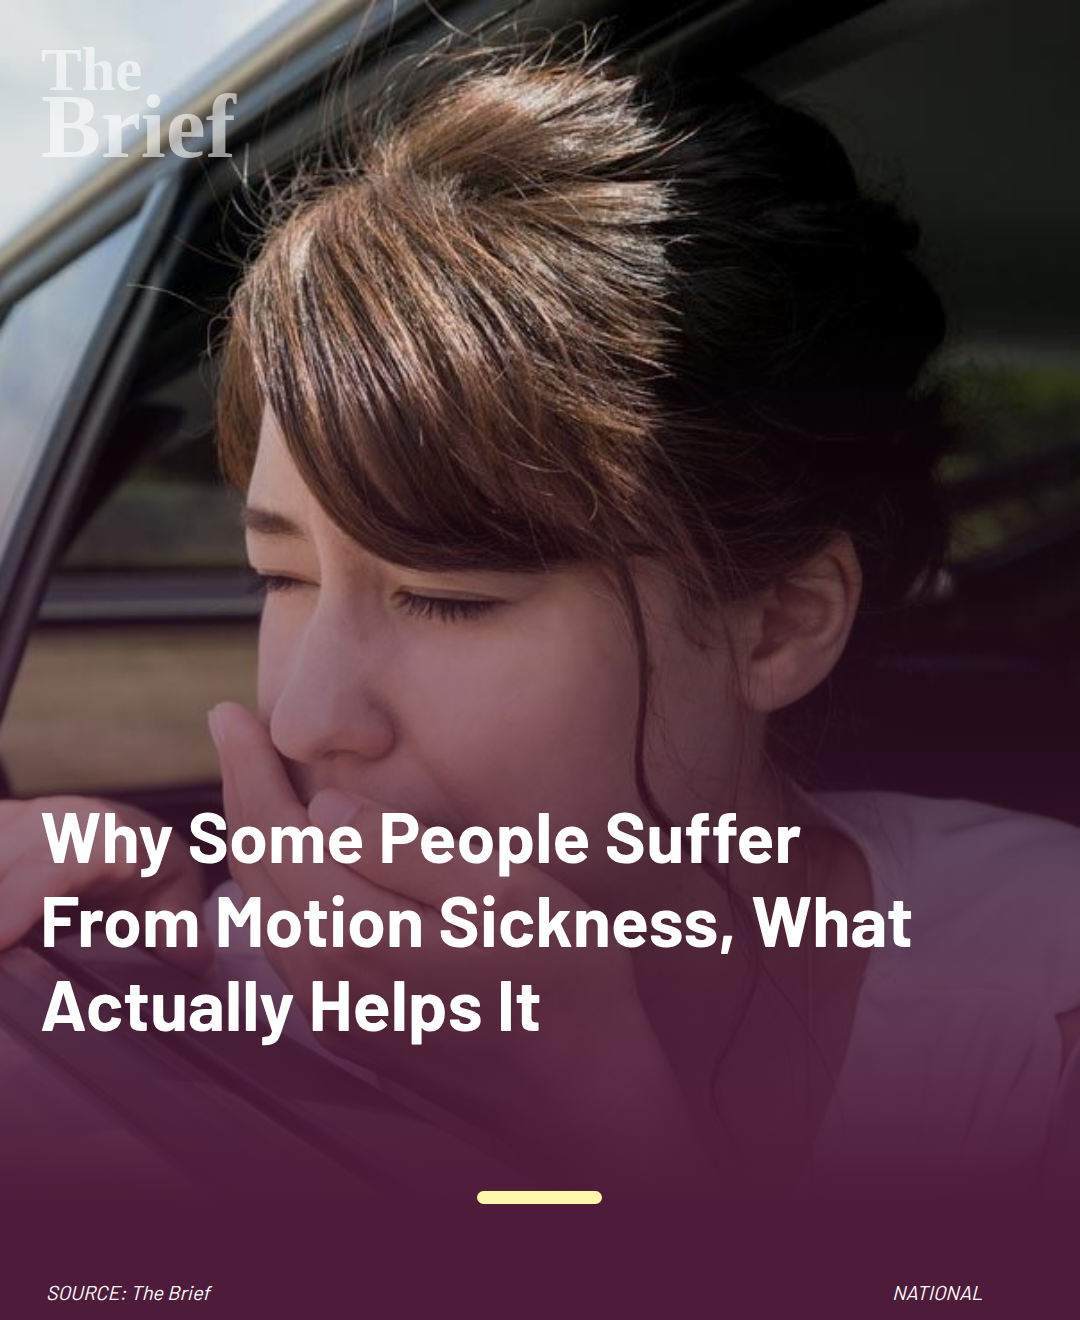 The
Brief
Why Some People Suffer
From Motion Sickness, What
Actually Helps It
SOURCE: The Brief
NATIONAL